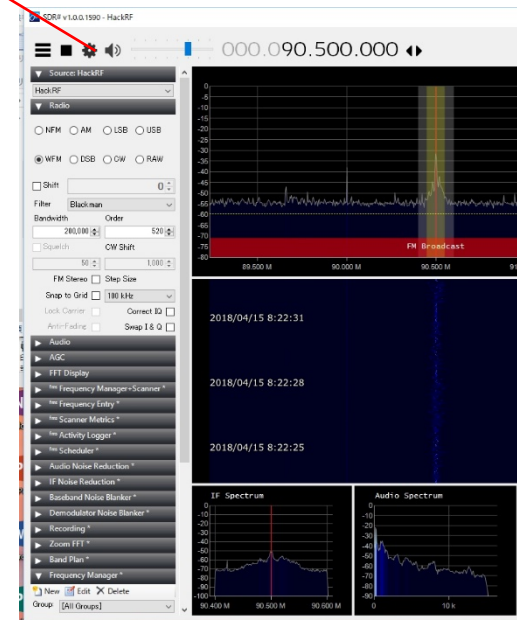 SDR# v1.0.0.1590 - HackRF
000.090.500.000
Source: HackRF
HackRF
Radio
NFM AM LSB USB
WFM DSB CW RAW
Shift 0
Filter Blackman
Bandwidth Order
200,000 520
Squelch CW Shift
50 1,000
FM Stereo Step Size
Snap to Grid 100 kHz
Lock Carrier Correct IQ
Anti-Fading Swap I & Q
Audio
AGC
FFT Display
Frequency Manager+Scanner *
Frequency Entry *
Scanner Metrics *
Activity Logger *
Scheduler *
Audio Noise Reduction *
IF Noise Reduction *
Baseband Noise Blanker *
Demodulator Noise Blanker *
Recording *
Zoom FFT *
Band Plan *
Frequency Manager *
New Edit Delete
Group [All Groups]
0
-5
-10
-15
-20
-25
-30
-35
-40
-45
-50
-55
-60
-65
-70
-75
-80
FM Broadcast
89.500 M 90.000 M 90.500 M 91
2018/04/15 8:22:31
2018/04/15 8:22:28
2018/04/15 8:22:25
IF Spectrum
0
-10
-20
-30
-40
-50
-60
-70
-80
-90
-100
90.400 M 90.500 M 90.600 M
Audio Spectrum
-10
-20
-30
-40
-50
-60
-70
-80
-90
0 10 k